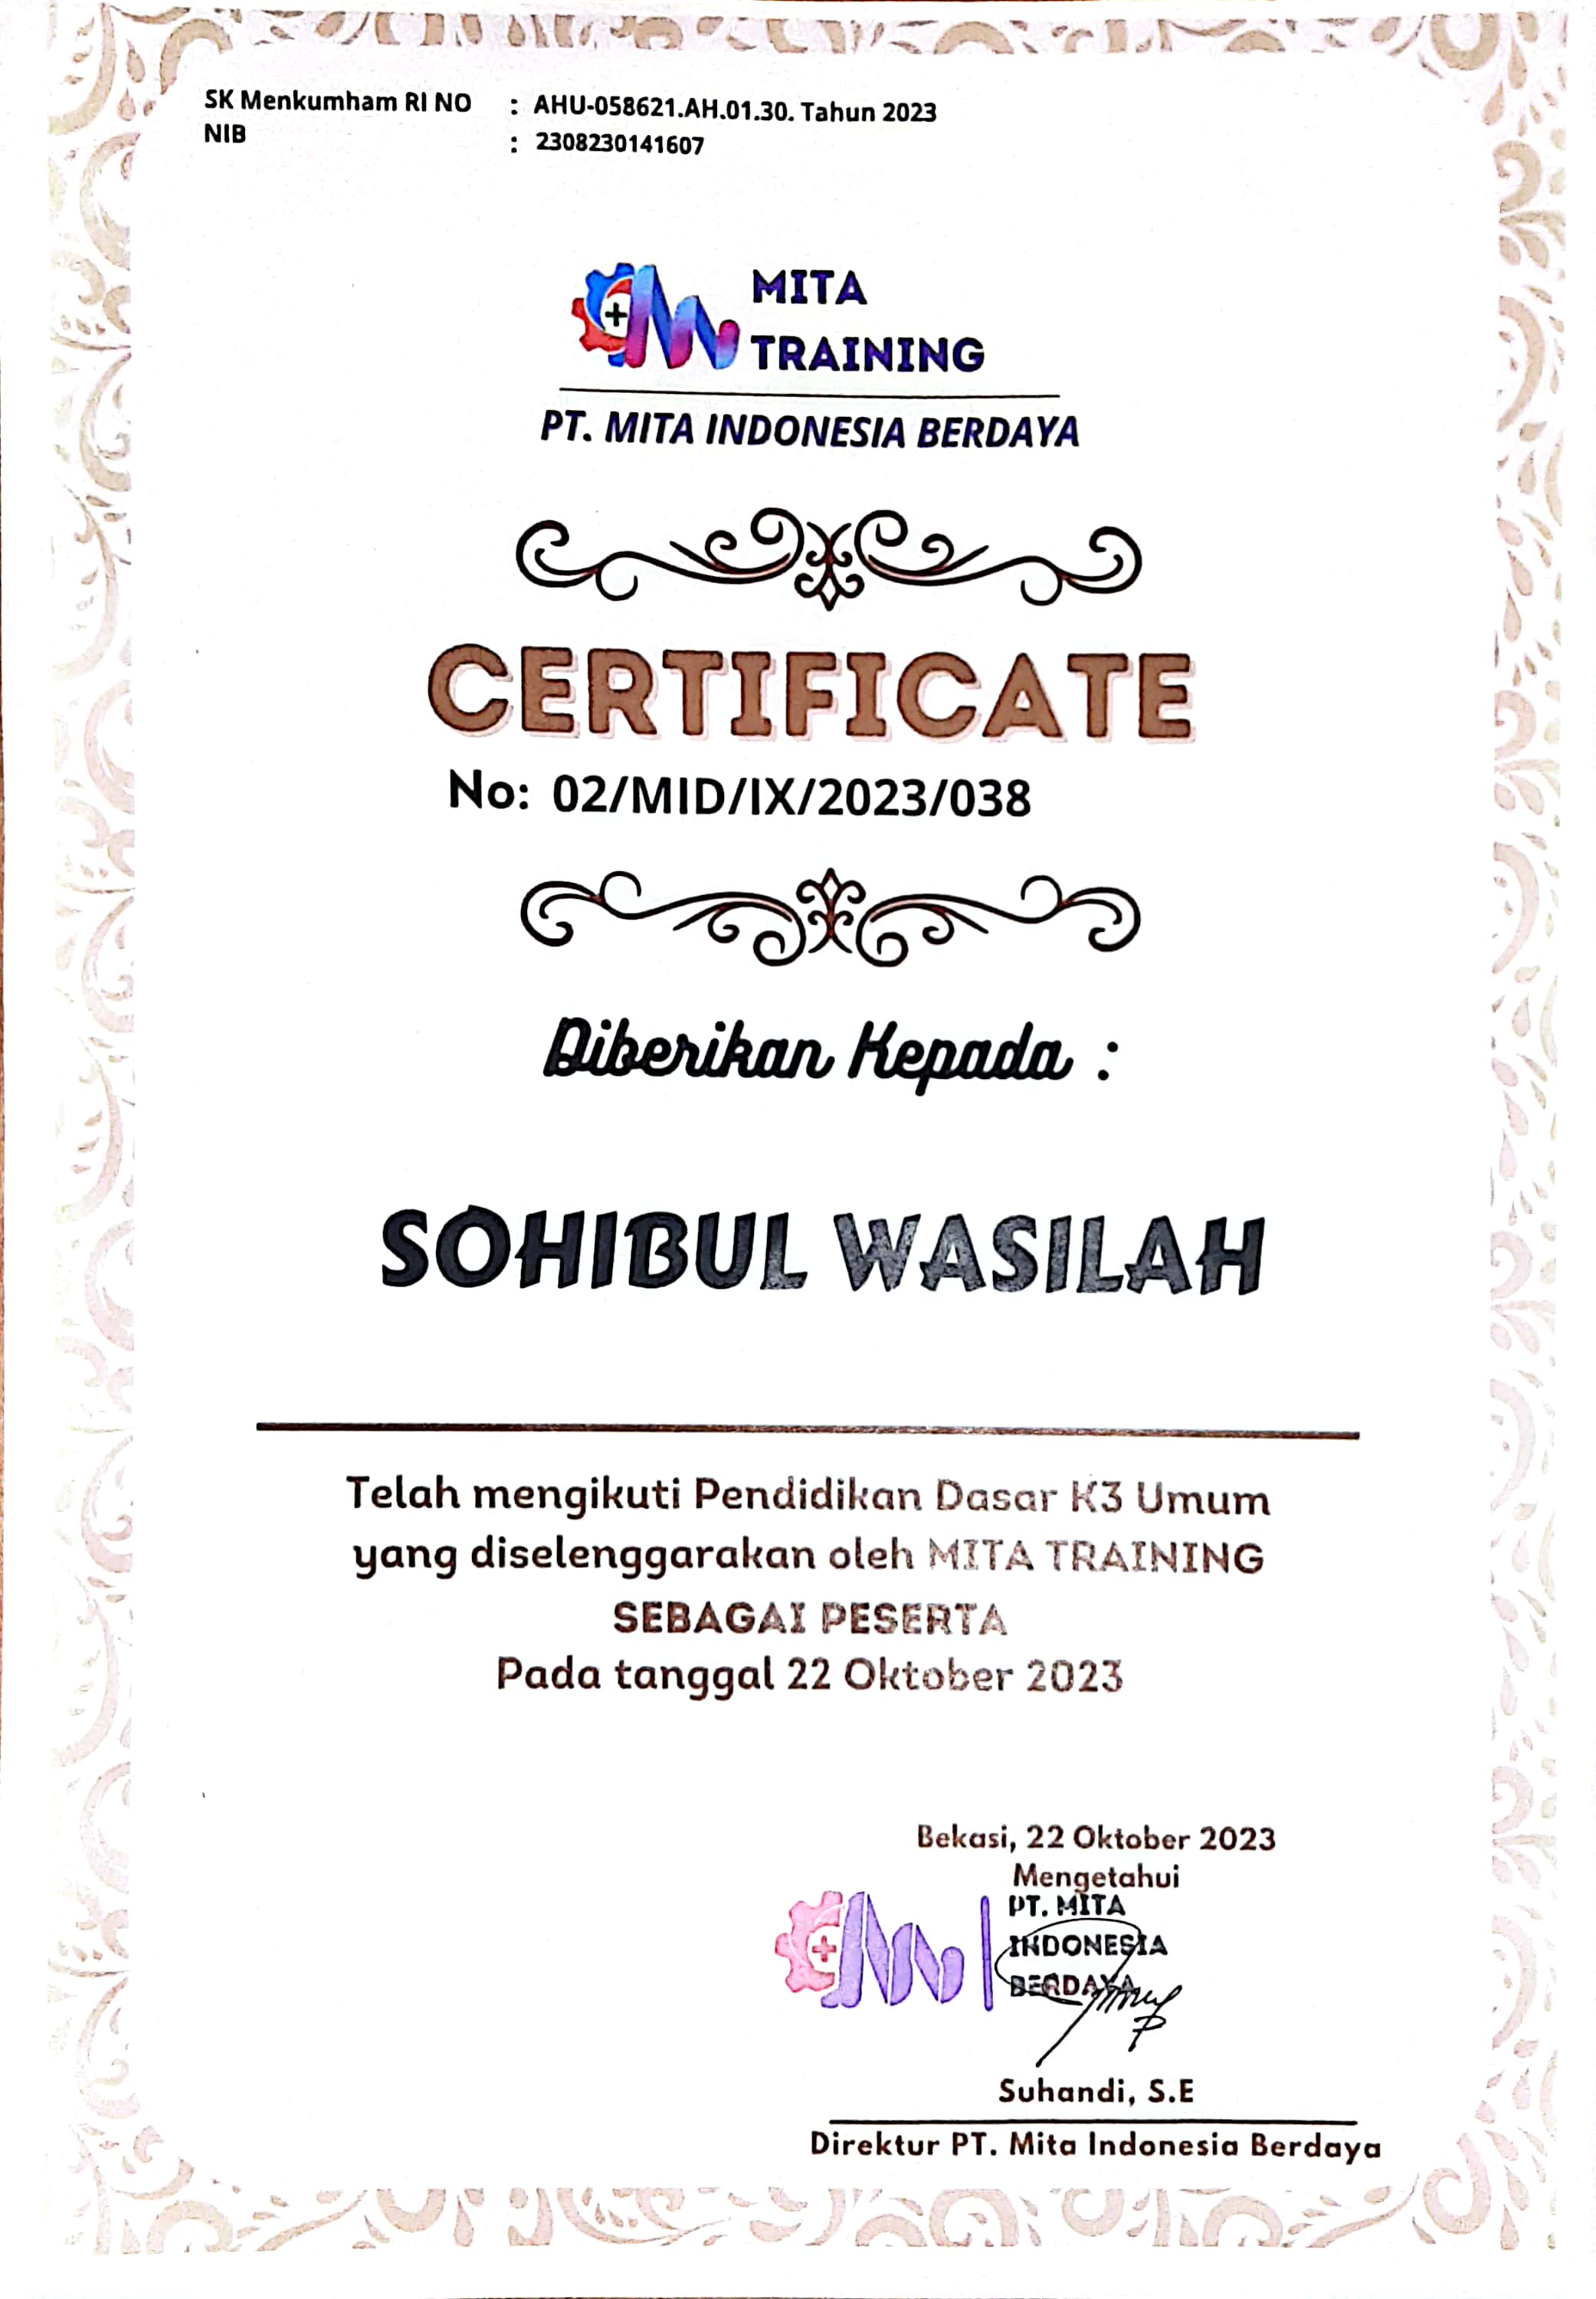 SK Menkumham RI NO : AHU-058621.AH.01.30. Tahun 2023
NIB : 2308230141607
MITA
TRAINING
PT. MITA INDONESIA BERDAYA
CERTIFICATE
No: 02/MID/IX/2023/038
Diberikan Kepada :
SOHIBUL WASILAH
Telah mengikuti Pendidikan Dasar K3 Umum
yang diselenggarakan oleh MITA TRAINING
SEBAGAI PESERTA
Pada tanggal 22 Oktober 2023
Bekasi, 22 Oktober 2023
Mengetahui
PT. MITA
INDONESIA
BERDAYA
Suhandi, S.E
Direktur PT. Mita Indonesia Berdaya